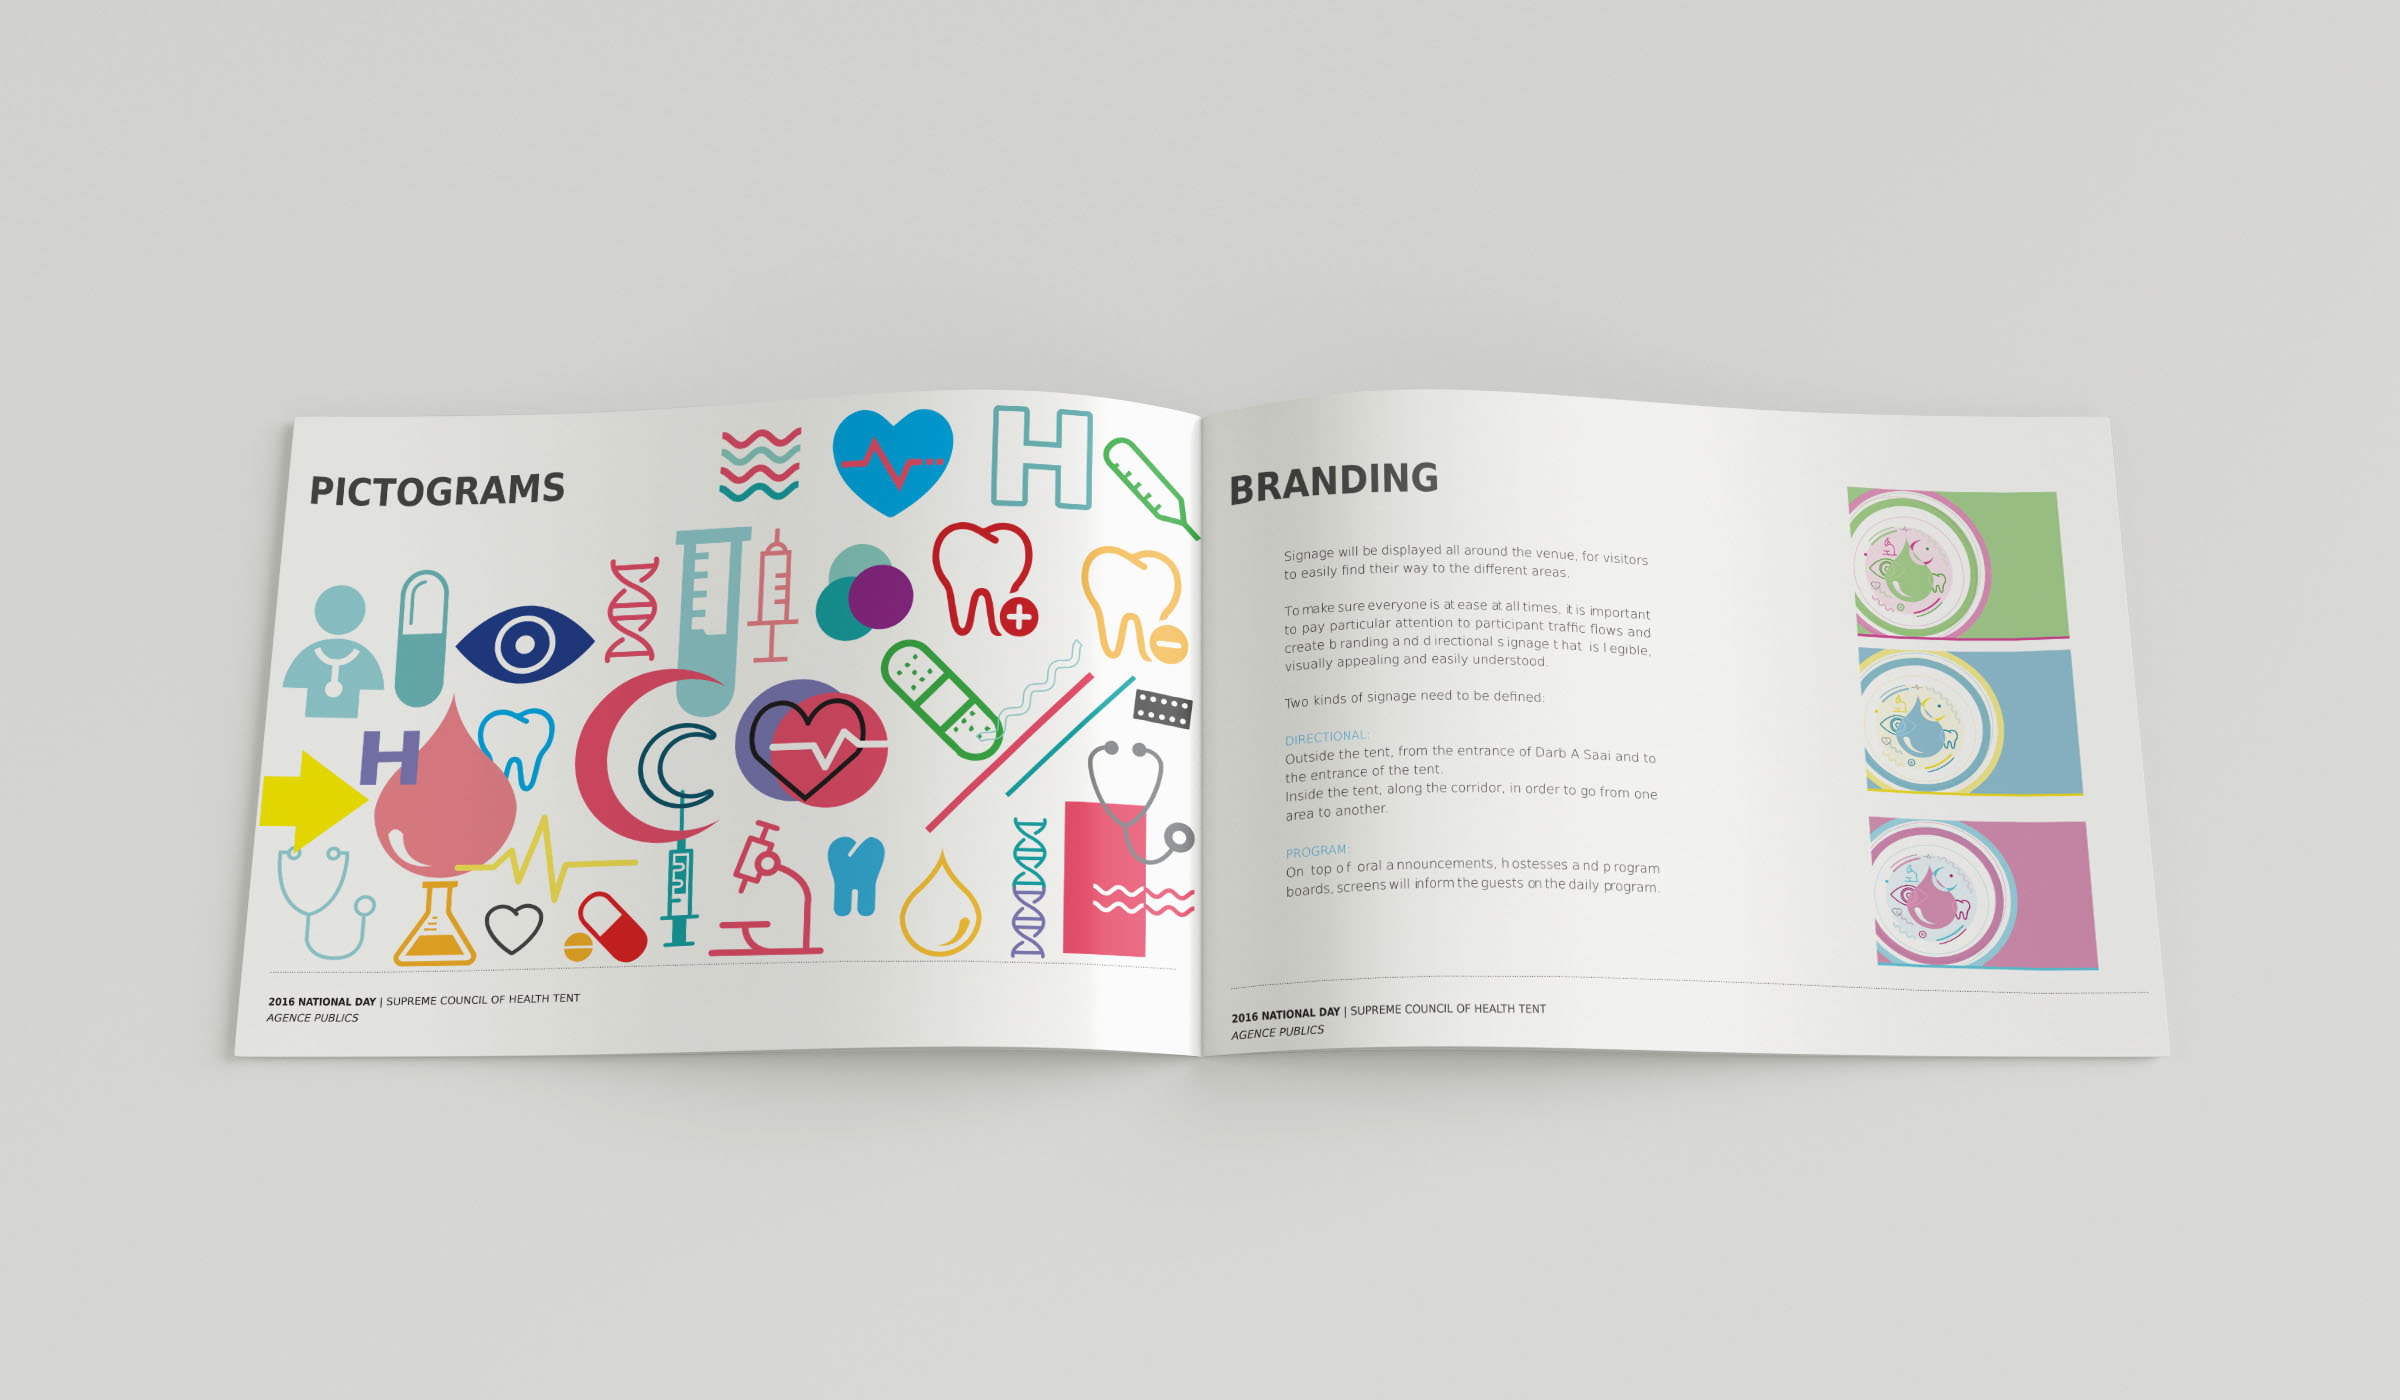 PICTOGRAMS
H
H
2016 NATIONAL DAY | SUPREME COUNCIL OF HEALTH TENT
AGENCE PUBLICS
BRANDING
Signage will be displayed all around the venue, for visitors
to easily find their way to the different areas.
To make sure everyone is at ease at all times, it is important
to pay particular attention to participant traffic flows and
create b randing a nd d irectional s ignage t hat is l egible,
visually appealing and easily understood.
Two kinds of signage need to be defined:
DIRECTIONAL:
Outside the tent, from the entrance of Darb A Saai and to
the entrance of the tent.
Inside the tent, along the corridor, in order to go from one
area to another.
PROGRAM:
On top o f oral a nnouncements, h ostesses a nd p rogram
boards, screens will inform the guests on the daily program.
2016 NATIONAL DAY | SUPREME COUNCIL OF HEALTH TENT
AGENCE PUBLICS